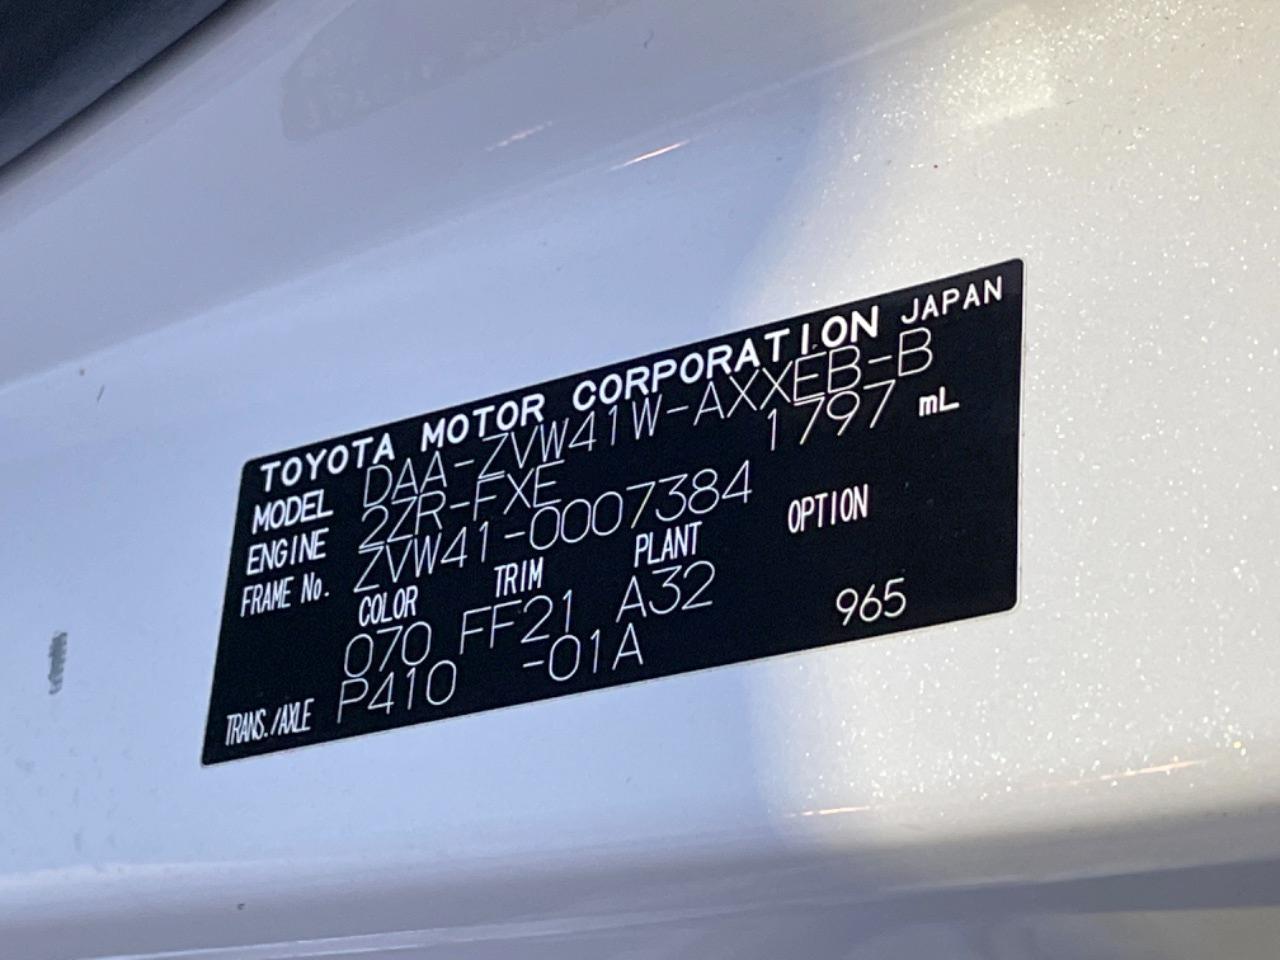 TOYOTA MOTOR CORPORATION JAPAN
MODEL DAA-ZVW41W-AXXEB-B
ENGINE 2ZR-FXE 1797 mL
FRAME No. ZVW41-0007384
COLOR TRIM PLANT OPTION
070 FF21 A32 965
TRANS./AXLE P410 -01A